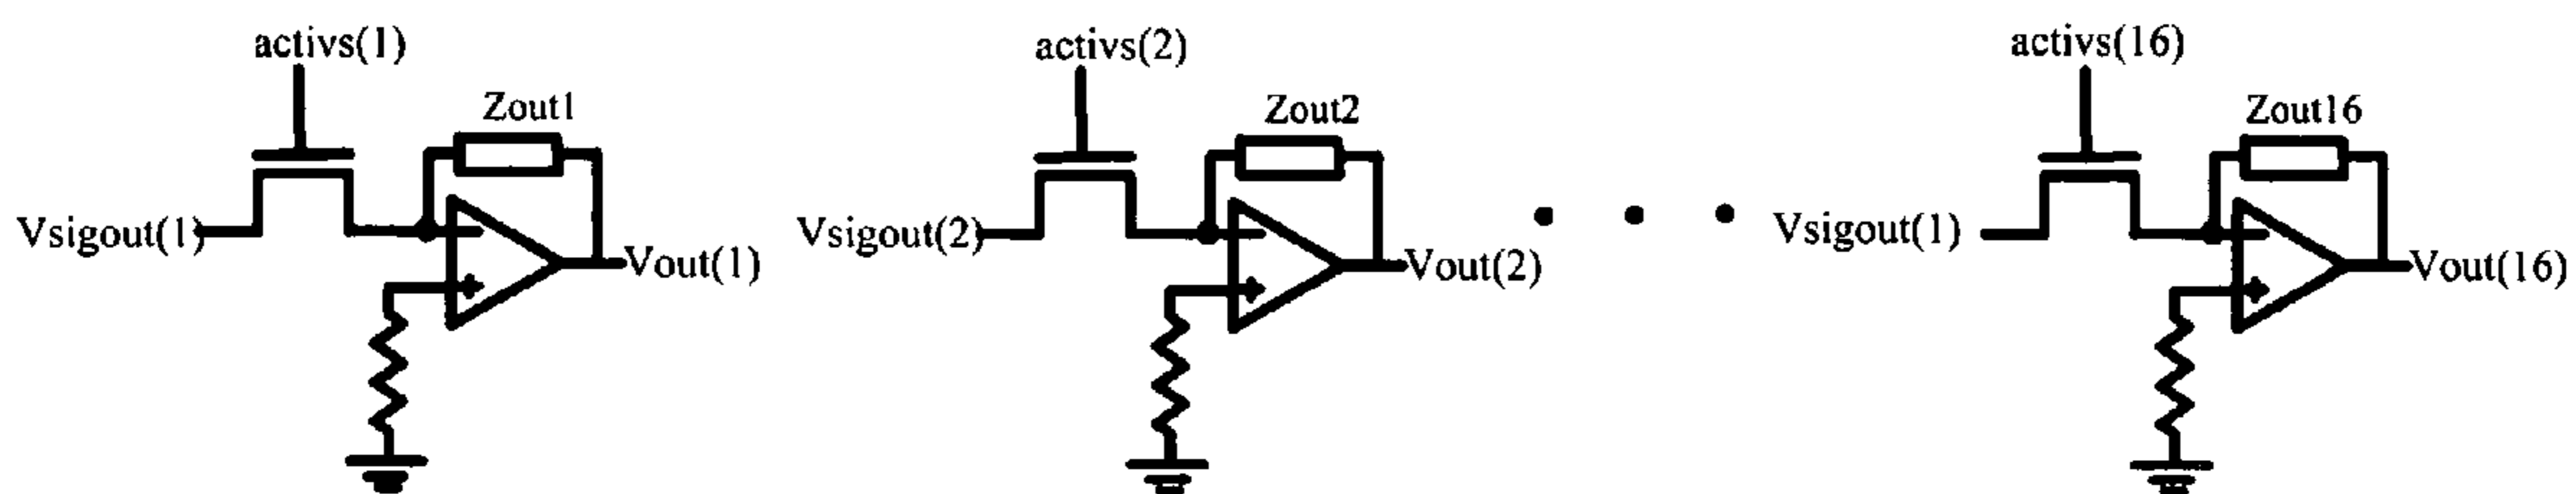 activs(1)
activs(2)
activs(16)
Zout1
Zout2
Zout16
Vsigout(1)
Vout(1)
Vsigout(2)
Vout(2)
Vsigout(1)
Vout(16)